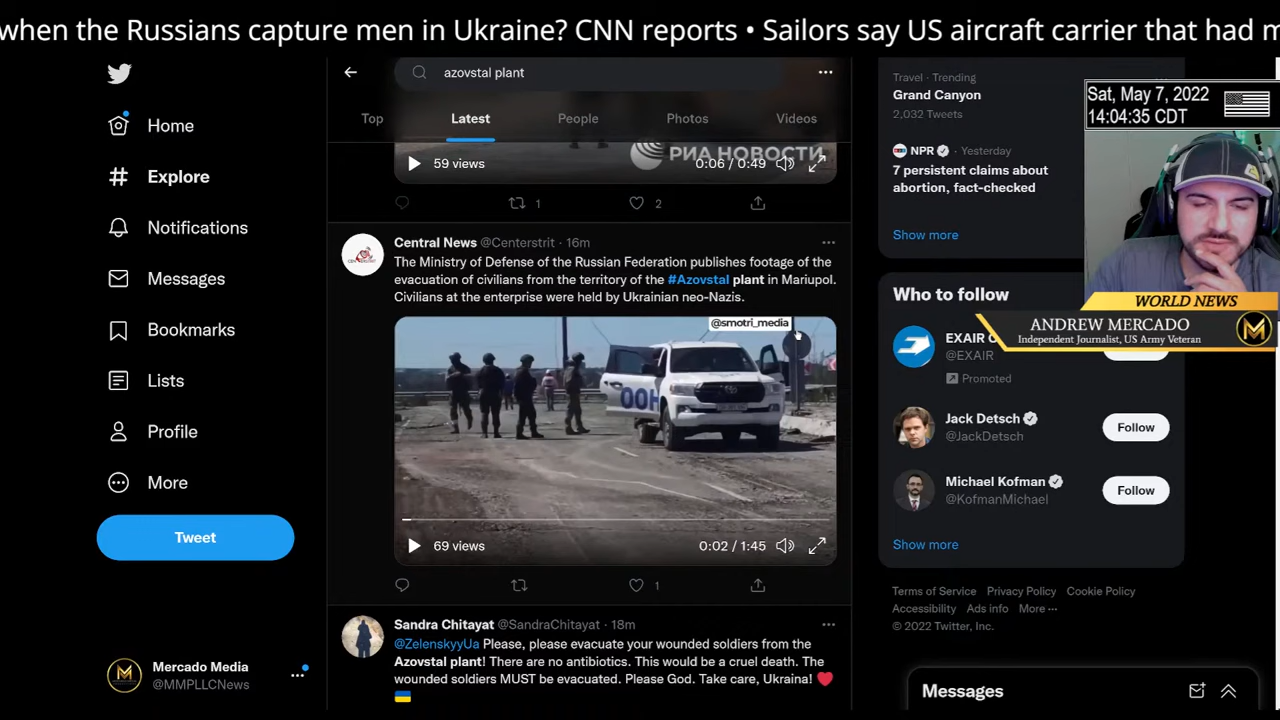 when the Russians capture men in Ukraine? CNN reports • Sailors say US aircraft carrier that had m
Home
Explore
Notifications
Messages
Bookmarks
Lists
Profile
More
Tweet
Mercado Media
@MMPLLCNews
azovstal plant
Top Latest People Photos Videos
РИА НОВОСТИ
59 views 0:06 / 0:49
1 2
Central News @Centerstrit · 16m
The Ministry of Defense of the Russian Federation publishes footage of the
evacuation of civilians from the territory of the #Azovstal plant in Mariupol.
Civilians at the enterprise were held by Ukrainian neo-Nazis.
@smotri_media
ООН
69 views 0:02 / 1:45
1
Sandra Chitayat @SandraChitayat · 18m
@ZelenskyyUa Please, please evacuate your wounded soldiers from the
Azovstal plant! There are no antibiotics. This would be a cruel death. The
wounded soldiers MUST be evacuated. Please God. Take care, Ukraina!
Travel · Trending
Grand Canyon
2,032 Tweets
NPR · Yesterday
7 persistent claims about
abortion, fact-checked
Show more
Sat, May 7, 2022
14:04:35 CDT
WORLD NEWS
ANDREW MERCADO
Independent Journalist, US Army Veteran
Who to follow
EXAIR
@EXAIR
Promoted
Jack Detsch
@JackDetsch
Follow
Michael Kofman
@KofmanMichael
Follow
Show more
Terms of Service Privacy Policy Cookie Policy
Accessibility Ads info More
© 2022 Twitter, Inc.
Messages